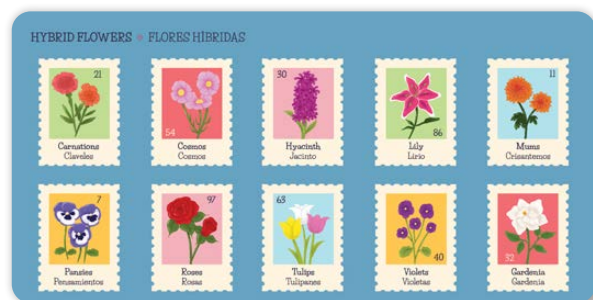 HYBRID FLOWERS • FLORES HÍBRIDAS
21
Carnations
Claveles
54
Cosmos
Cosmos
30
Hyacinth
Jacinto
86
Lily
Lirio
11
Mums
Crisantemos
7
Pansies
Pensamientos
97
Roses
Rosas
63
Tulips
Tulipanes
40
Violets
Violetas
32
Gardenia
Gardenia